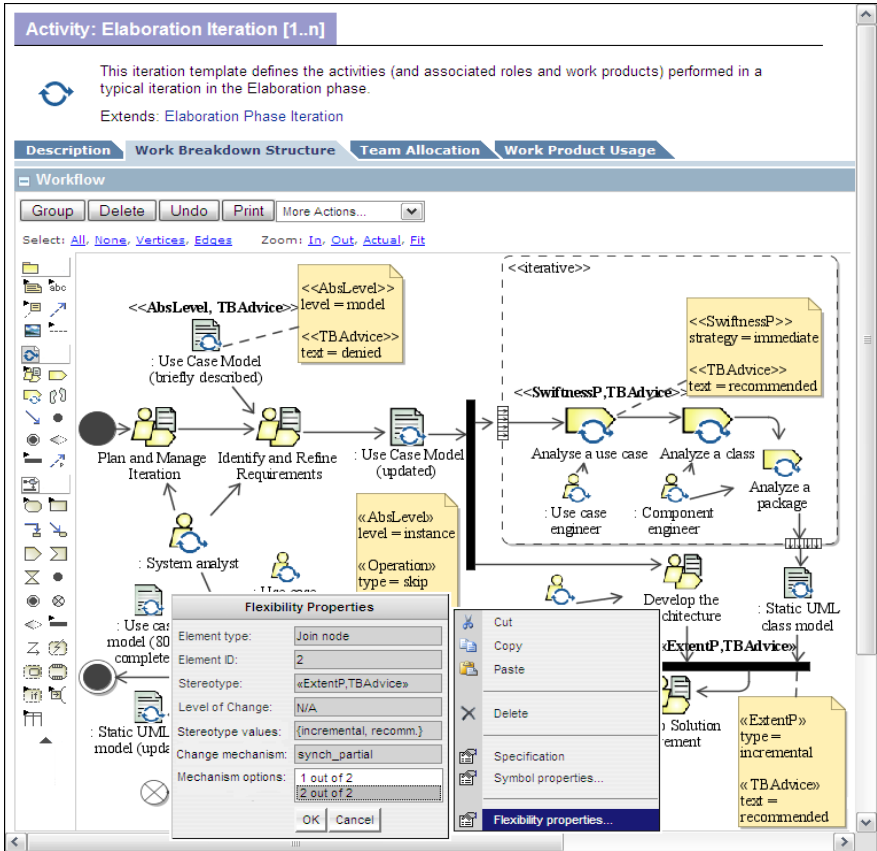 Activity: Elaboration Iteration [1..n]
This iteration template defines the activities (and associated roles and work products) performed in a
typical iteration in the Elaboration phase.
Extends: Elaboration Phase Iteration
Description Work Breakdown Structure Team Allocation Work Product Usage
Workflow
Group Delete Undo Print More Actions...
Select: All, None, Vertices, Edges Zoom: In, Out, Actual, Fit
abc
if
<<AbsLevel, TBAdvice>>
<<AbsLevel>>
level = model
<<TBAdvice>>
text = denied
: Use Case Model
(briefly described)
<<iterative>>
<<SwiftnessP>>
strategy = immediate
<<TBAdvice>>
text = recommended
<<SwiftnessP,TBAdvice>>
Plan and Manage
Iteration
Identify and Refine
Requirements
: Use Case Model
(updated)
Analyse a use case
Analyze a class
Analyze a
package
: Use case
engineer
: Component
engineer
: System analyst
«AbsLevel»
level = instance
«Operation»
type = skip
Develop the
: Static UML
class model
: Use cas
model (80
complete
: Static UML
model (upda
Solution
«ExtentP»
type =
incremental
«TBAdvice»
text =
recommended
Flexibility Properties
Element type: Join node
Element ID: 2
Stereotype: «ExtentP,TBAdvice»
Level of Change: N/A
Stereotype values: {incremental, recomm.}
Change mechanism: synch_partial
Mechanism options: 1 out of 2
2 out of 2
OK Cancel
Cut
Copy
Paste
Delete
Specification
Symbol properties...
Flexibility properties...